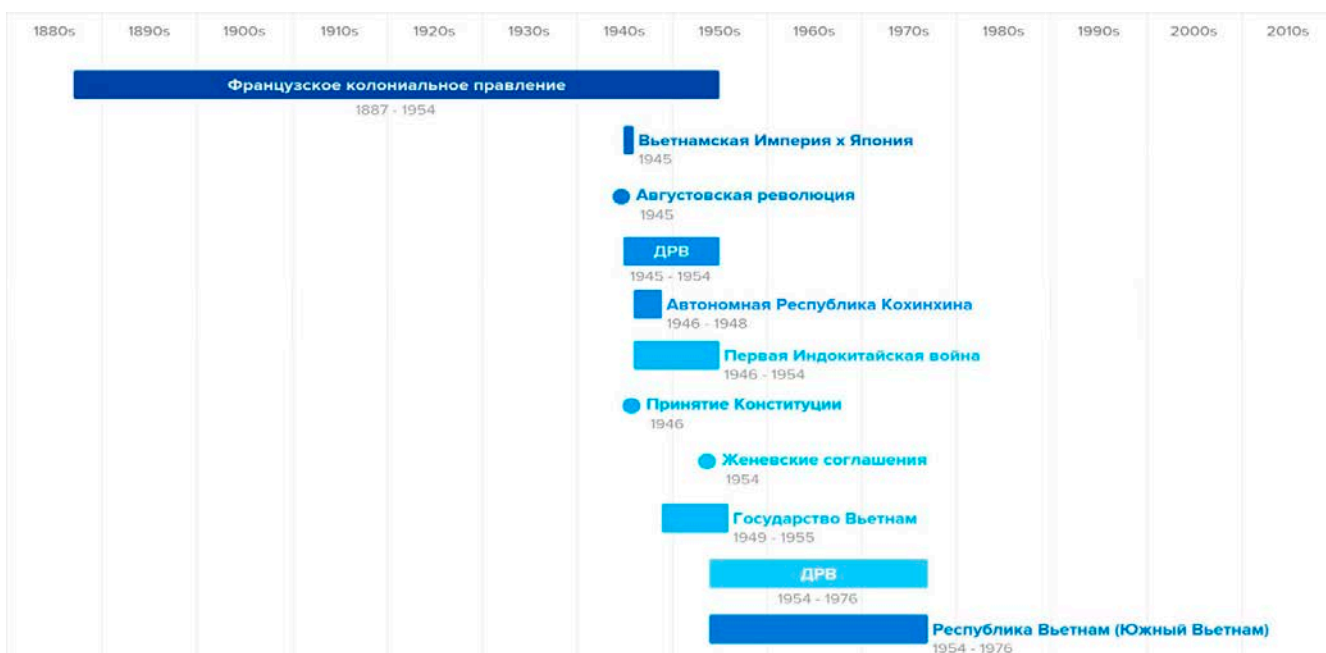 1880s 1890s 1900s 1910s 1920s 1930s 1940s 1950s 1960s 1970s 1980s 1990s 2000s 2010s
Французское колониальное правление
1887 - 1954
Вьетнамская Империя х Япония
1945
Августовская революция
1945
ДРВ
1945 - 1954
Автономная Республика Кохинхина
1946 - 1948
Первая Индокитайская война
1946 - 1954
Принятие Конституции
1946
Женевские соглашения
1954
Государство Вьетнам
1949 - 1955
ДРВ
1954 - 1976
Республика Вьетнам (Южный Вьетнам)
1954 - 1976